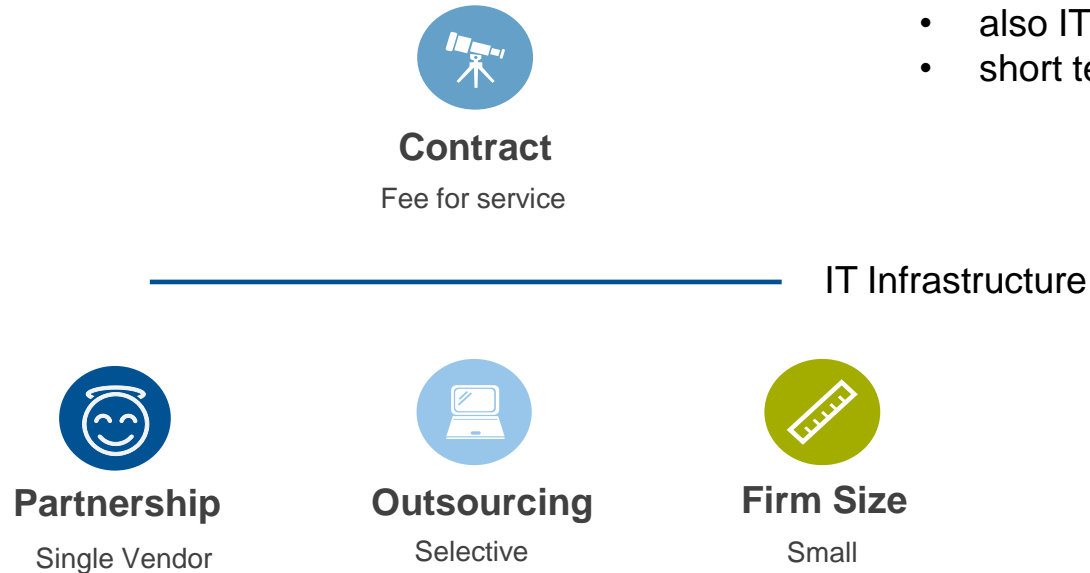 • also IT
• short te
Contract
Fee for service
IT Infrastructure
Partnership
Outsourcing
Firm Size
Single Vendor
Selective
Small